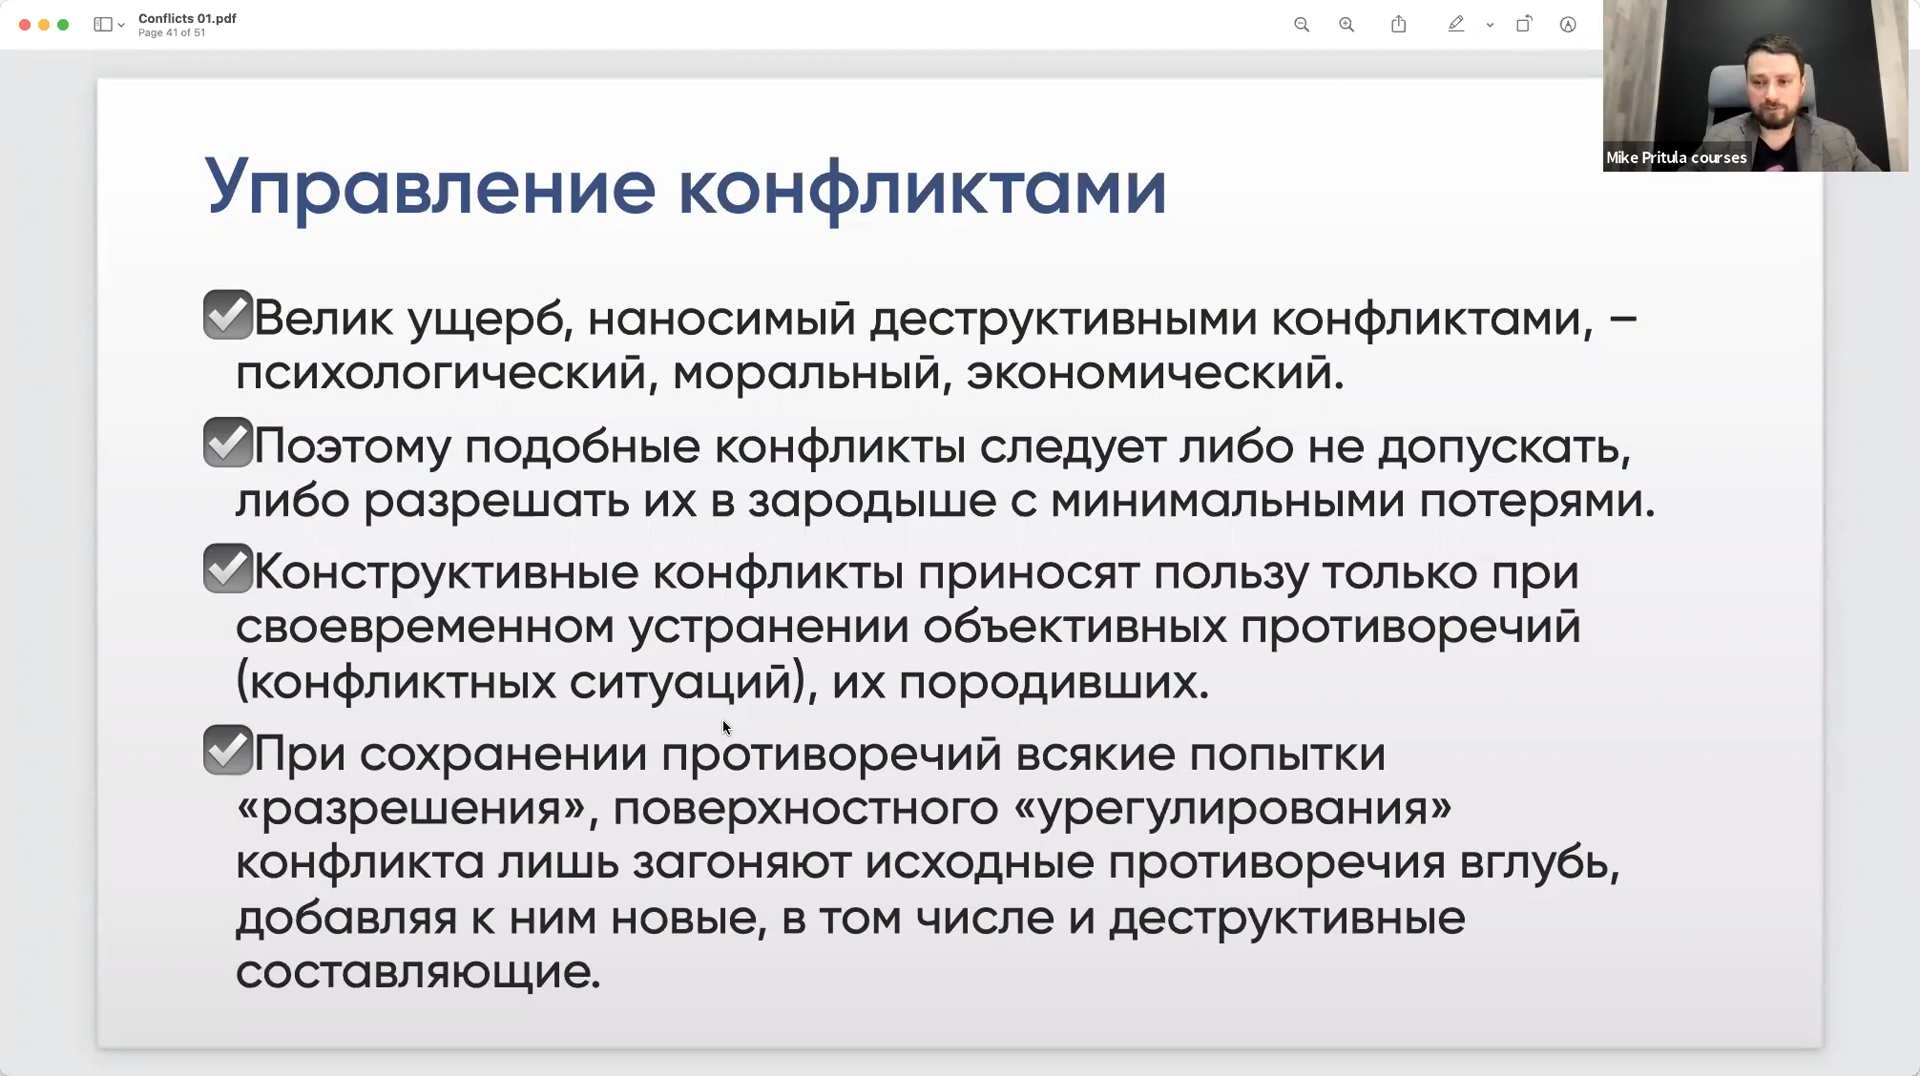 Conflicts 01.pdf
Page 41 of 51
Mike Pritula courses
Управление конфликтами
Велик ущерб, наносимый деструктивными конфликтами, –
психологический, моральный, экономический.
Поэтому подобные конфликты следует либо не допускать,
либо разрешать их в зародыше с минимальными потерями.
Конструктивные конфликты приносят пользу только при
своевременном устранении объективных противоречий
(конфликтных ситуаций), их породивших.
При сохранении противоречий всякие попытки
«разрешения», поверхностного «урегулирования»
конфликта лишь загоняют исходные противоречия вглубь,
добавляя к ним новые, в том числе и деструктивные
составляющие.